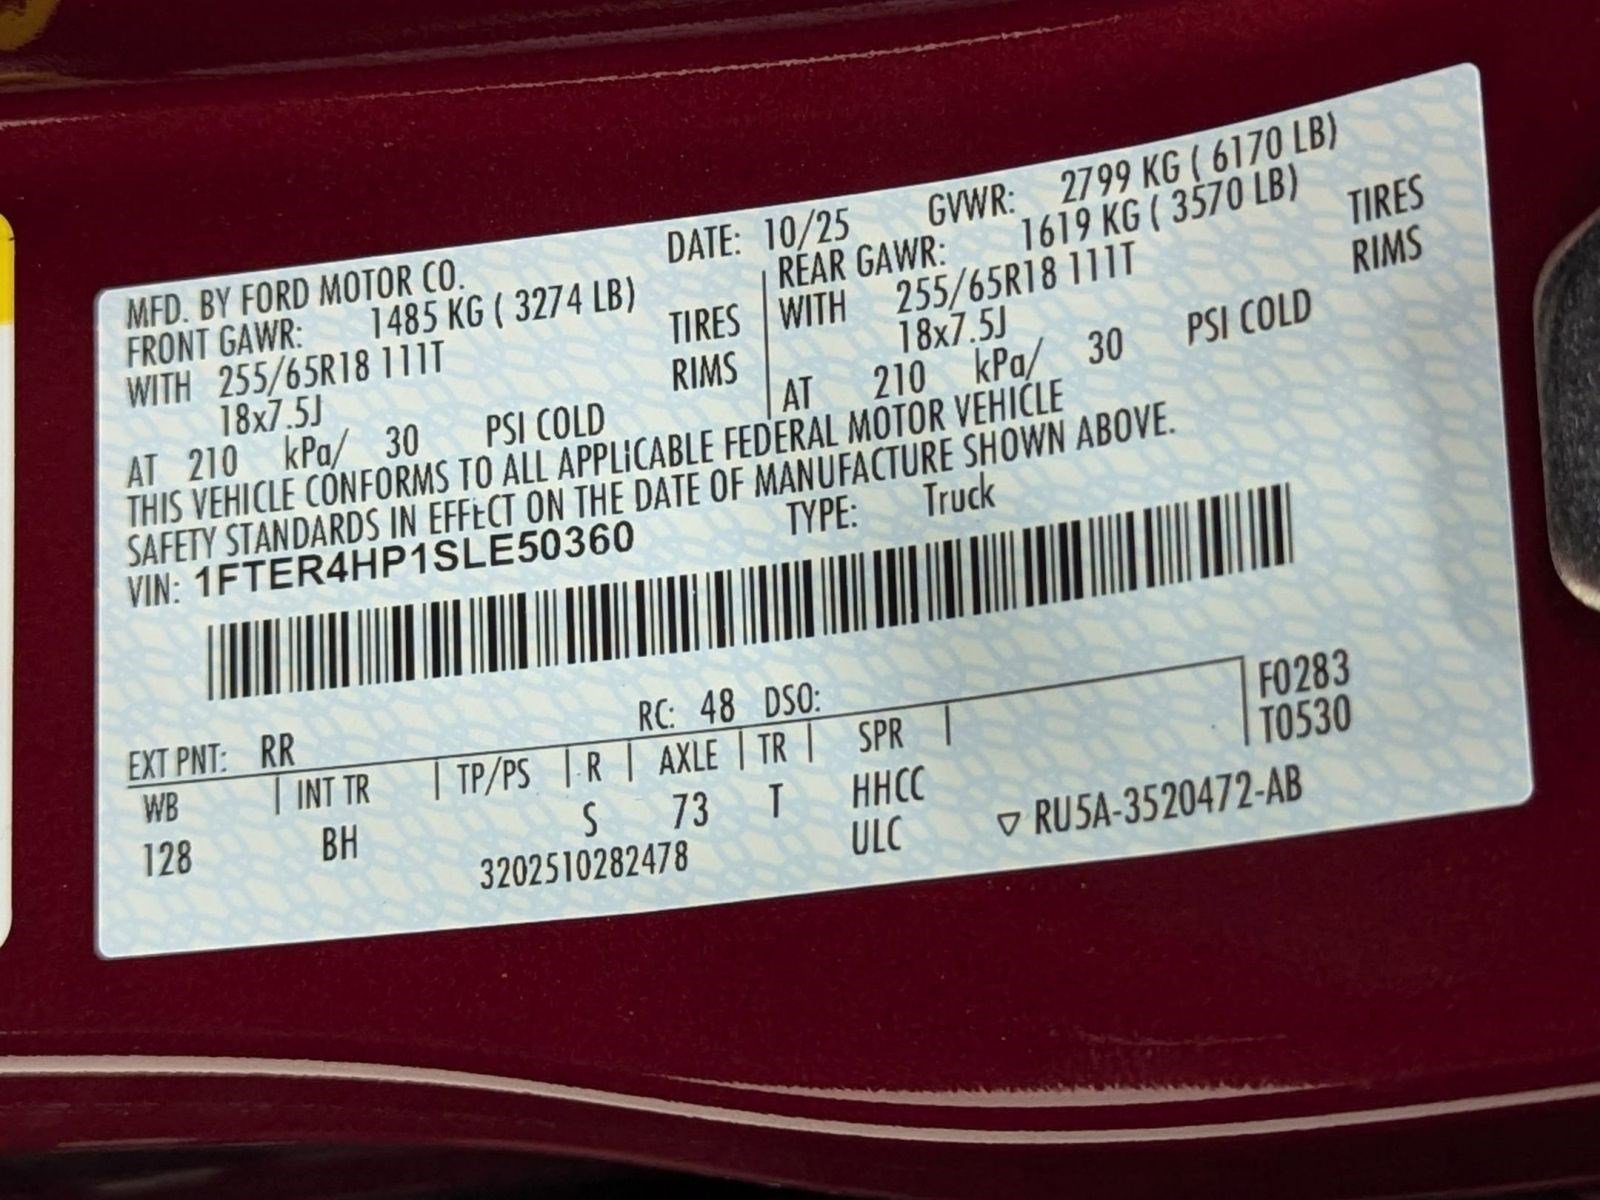 MFD. BY FORD MOTOR CO. DATE: 10/25 GVWR: 2799 KG ( 6170 LB)
FRONT GAWR: 1485 KG ( 3274 LB) REAR GAWR: 1619 KG ( 3570 LB)
WITH 255/65R18 111T TIRES WITH 255/65R18 111T TIRES
18x7.5J RIMS 18x7.5J RIMS
AT 210 kPa/ 30 PSI COLD AT 210 kPa/ 30 PSI COLD
THIS VEHICLE CONFORMS TO ALL APPLICABLE FEDERAL MOTOR VEHICLE
SAFETY STANDARDS IN EFFECT ON THE DATE OF MANUFACTURE SHOWN ABOVE.
VIN: 1FTER4HP1SLE50360 TYPE: Truck
EXT PNT: RR RC: 48 DSO: F0283
WB INT TR TP/PS R AXLE TR SPR T0530
128 BH S 73 T HHCC
3202510282478 ULC ▽ RU5A-3520472-AB